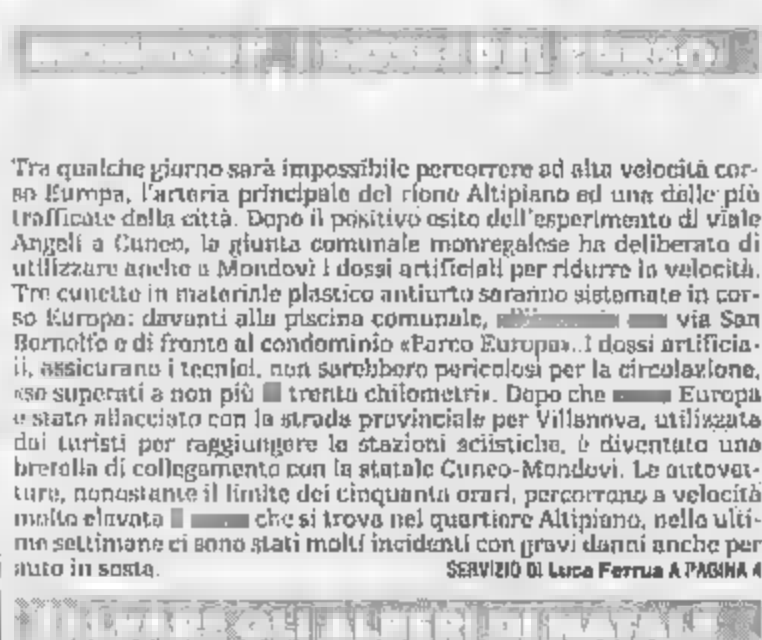 Tra qualche giorno sarà impossibile percorrere ad alta velocità cor-
so Europa, l'arteria principale del rione Altipiano ed una delle più
trafficate della città. Dopo il positivo esito dell'esperimento di viale
Angeli a Cuneo, la giunta comunale monregalese ha deliberato di
utilizzare anche a Mondovì i dossi artificiali per ridurre la velocità.
Tre cunette in materiale plastico antiurto saranno sistemate in cor-
so Europa: davanti alla piscina comunale, via San
Bernolfo e di fronte al condominio «Parco Europa». I dossi artificia-
li, assicurano i tecnici, non sarebbero pericolosi per la circolazione,
«se superati a non più trenta chilometri». Dopo che Europa
è stato allacciato con la strada provinciale per Villanova, utilizzata
dai turisti per raggiungere le stazioni sciistiche, è diventato una
bretella di collegamento con la statale Cuneo-Mondovì. Le autovet-
ture, nonostante il limite dei cinquanta orari, percorrono a velocità
molto elevata che si trova nel quartiere Altipiano, nelle ulti-
me settimane ci sono stati molti incidenti con gravi danni anche per
auto in sosta. SERVIZIO DI Luca Ferrua A PAGINA 4